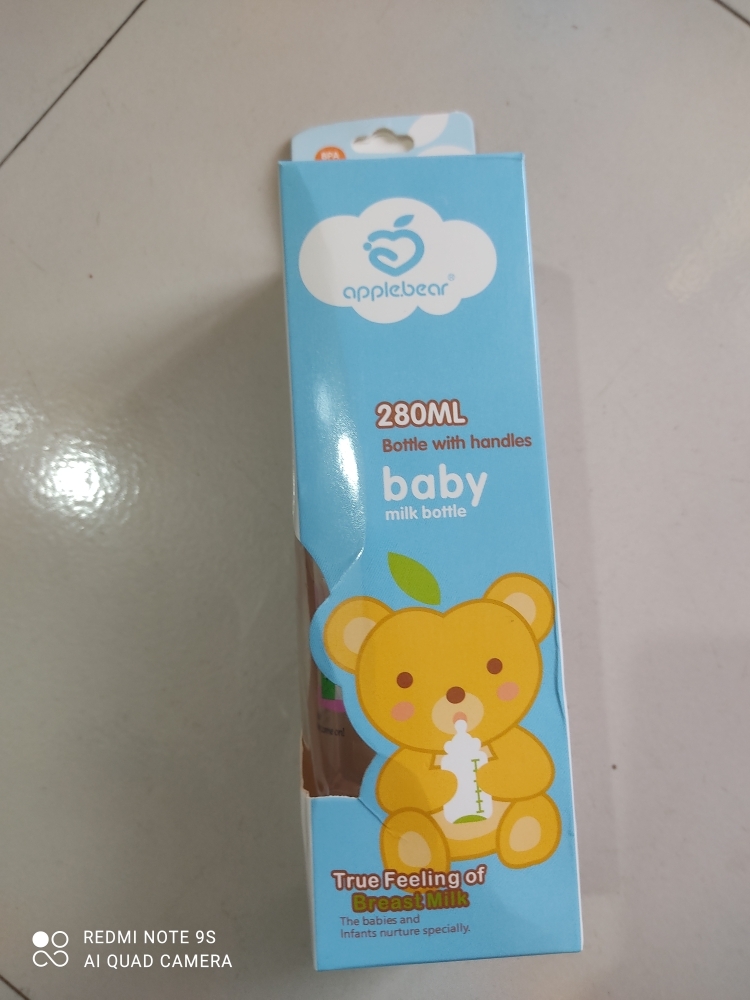 BPA
applebear®
280ML
Bottle with handles
baby
milk bottle
True Feeling of
Breast Milk
The babies and
Infants nurture specially.
REDMI NOTE 9S
AI QUAD CAMERA